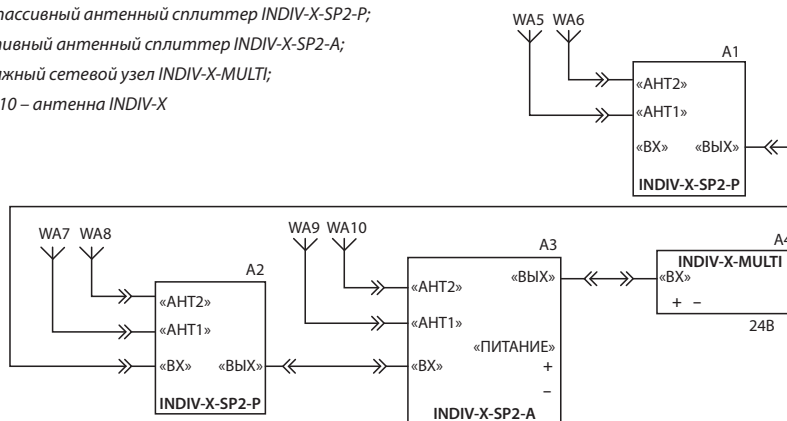 пассивный антенный сплиттер INDIV-X-SP2-P;
тивный антенный сплиттер INDIV-X-SP2-A;
жный сетевой узел INDIV-X-MULTI;
10 – антенна INDIV-X
WA5 WA6
A1
«АНТ2»
«АНТ1»
«ВХ» «ВЫХ»
INDIV-X-SP2-P
WA7 WA8
A2
«АНТ2»
«АНТ1»
«ВХ» «ВЫХ»
INDIV-X-SP2-P
WA9 WA10
A3
«ВЫХ»
«АНТ2»
«АНТ1»
«ПИТАНИЕ»
«ВХ» +
–
INDIV-X-SP2-A
A4
INDIV-X-MULTI
«ВХ»
+ –
24В